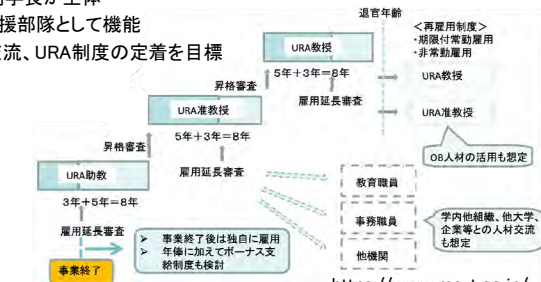 援部隊として機能
交流、URA制度の定着を目標
退官年齢
<再雇用制度>
・期限付常勤雇用
・非常勤雇用
URA教授
URA教授
昇格審査
5年+3年=8年
雇用延長審査
URA准教授
URA准教授
昇格審査
5年+3年=8年
雇用延長審査
OB人材の活用も想定
URA助教
3年+5年=8年
教育職員
事務職員
他機関
学内他組織、他大学、
企業等との人材交流
も想定
雇用延長審査
➢ 事業終了後は独自に雇用
➢ 年俸に加えてボーナス支
給制度も検討
事業終了